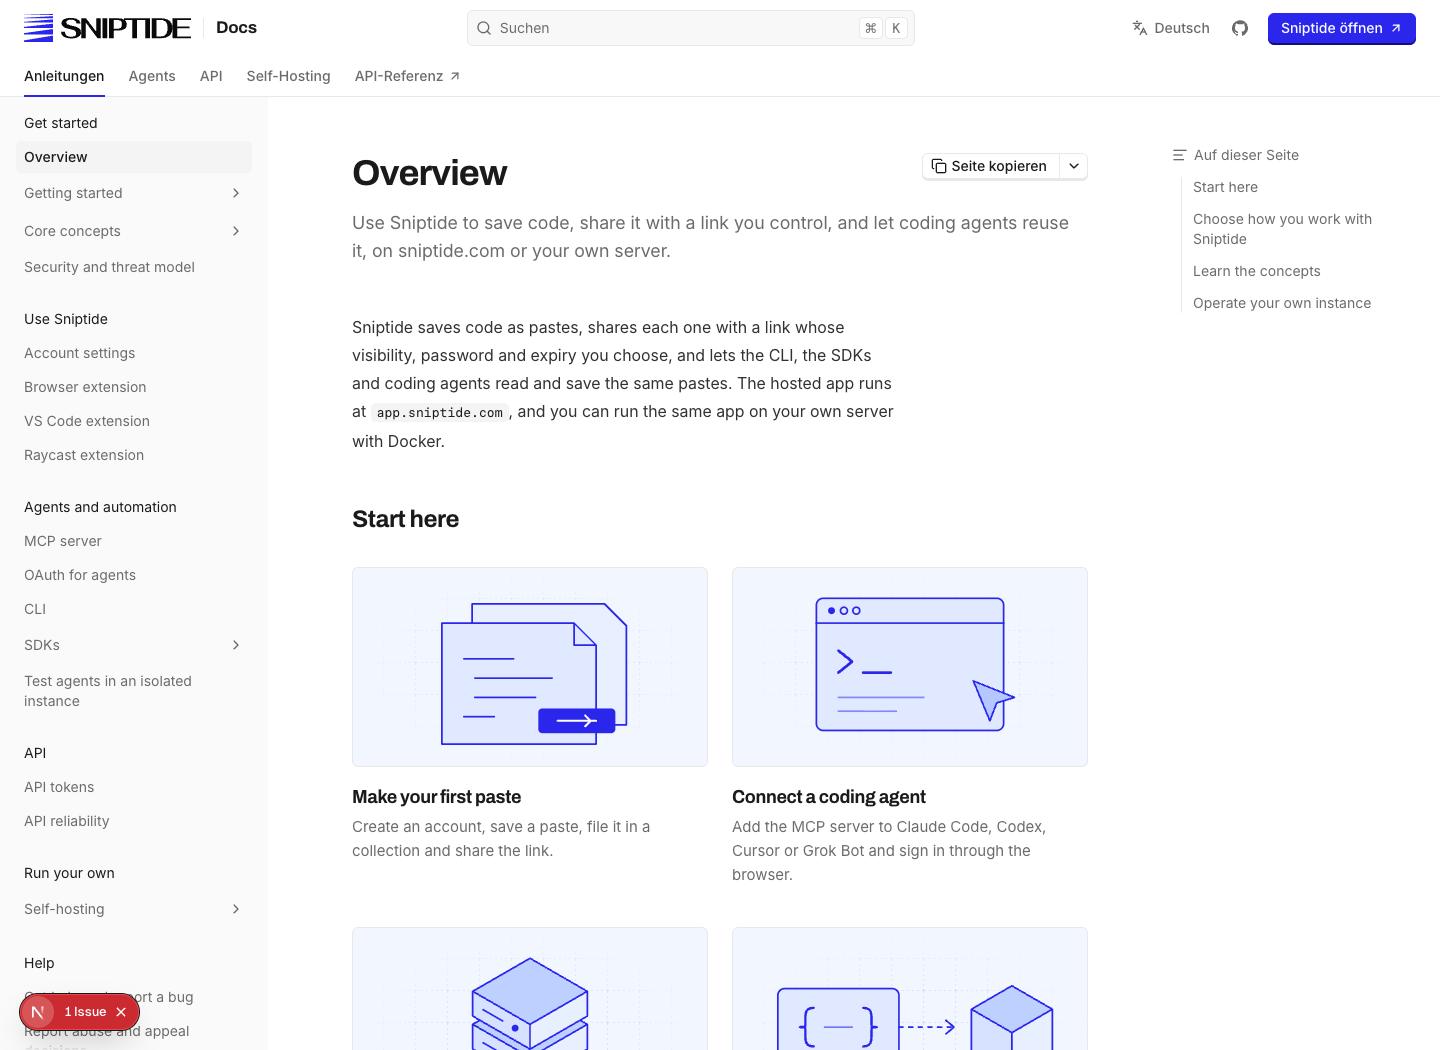 SNIPTIDE Docs
Suchen ⌘ K
Deutsch
Sniptide öffnen
Anleitungen Agents API Self-Hosting API-Referenz
Get started
Overview
Getting started
Core concepts
Security and threat model
Use Sniptide
Account settings
Browser extension
VS Code extension
Raycast extension
Agents and automation
MCP server
OAuth for agents
CLI
SDKs
Test agents in an isolated
instance
API
API tokens
API reliability
Run your own
Self-hosting
Help
ort a bug
Report abuse and appeal
N 1 Issue
Overview
Seite kopieren
Use Sniptide to save code, share it with a link you control, and let coding agents reuse
it, on sniptide.com or your own server.
Sniptide saves code as pastes, shares each one with a link whose
visibility, password and expiry you choose, and lets the CLI, the SDKs
and coding agents read and save the same pastes. The hosted app runs
at app.sniptide.com, and you can run the same app on your own server
with Docker.
Start here
Make your first paste
Create an account, save a paste, file it in a
collection and share the link.
Connect a coding agent
Add the MCP server to Claude Code, Codex,
Cursor or Grok Bot and sign in through the
browser.
Auf dieser Seite
Start here
Choose how you work with
Sniptide
Learn the concepts
Operate your own instance